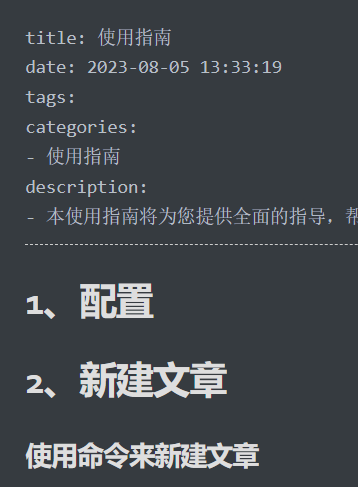 title: 使用指南
date: 2023-08-05 13:33:19
tags:
categories:
- 使用指南
description:
- 本使用指南将为您提供全面的指导，帮
1、配置
2、新建文章
使用命令来新建文章